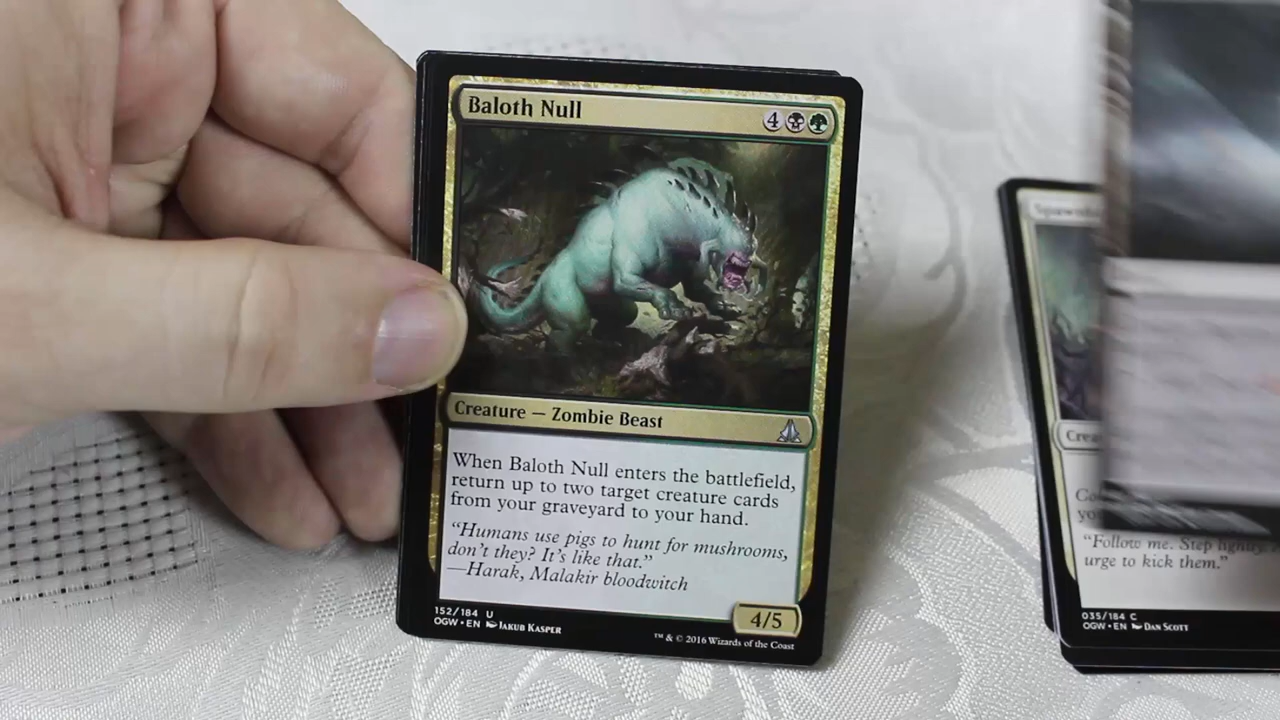 Baloth Null
4
Creature — Zombie Beast
When Baloth Null enters the battlefield,
return up to two target creature cards
from your graveyard to your hand.
"Humans use pigs to hunt for mushrooms,
don't they? It's like that."
—Harak, Malakir bloodwitch
4/5
152/184 U
OGW • EN Jakub Kasper
™ & © 2016 Wizards of the Coast
"Follow me. Step lightly,
urge to kick them."
035/184 C
OGW • EN Dan Scott